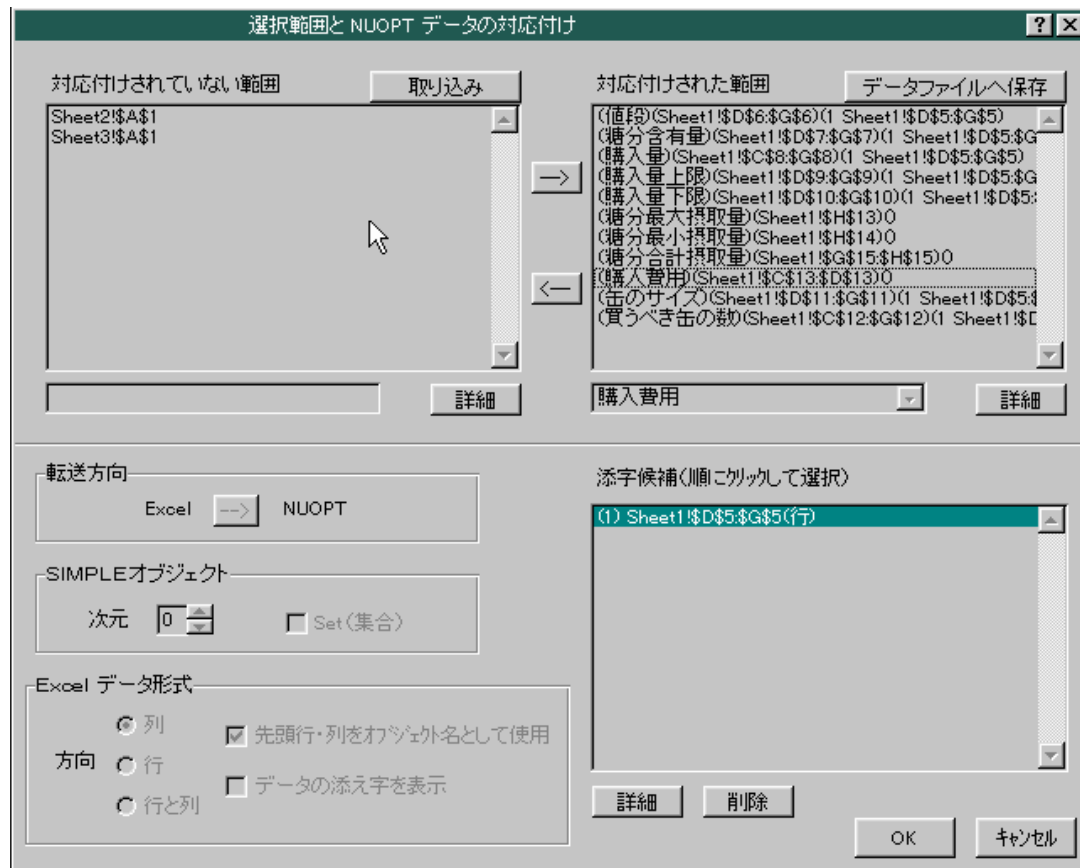 選択範囲と NUOPT データの対応付け
? ×
対応付けされていない範囲
取り込み
対応付けされた範囲
データファイルへ保存
Sheet2!$A$1
Sheet3!$A$1
(値段)(Sheet1!$D$6:$G$6)(1 Sheet1!$D$5:$G$5)
(糖分含有量)(Sheet1!$D$7:$G$7)(1 Sheet1!$D$5:$G
(購入量)(Sheet1!$C$8:$G$8)(1 Sheet1!$D$5:$G$5)
(購入量上限)(Sheet1!$D$9:$G$9)(1 Sheet1!$D$5:$G
(購入量下限)(Sheet1!$D$10:$G$10)(1 Sheet1!$D$5:
(糖分最大摂取量)(Sheet1!$H$13)()
(糖分最小摂取量)(Sheet1!$H$14)()
(糖分合計摂取量)(Sheet1!$G$15:$H$15)()
(購入費用)(Sheet1!$C$13:$D$13)()
(缶のサイズ)(Sheet1!$D$11:$G$11)(1 Sheet1!$D$5:$
(買うべき缶の数)(Sheet1!$C$12:$G$12)(1 Sheet1!$D
-->
<--
詳細
購入費用
詳細
転送方向
Excel --> NUOPT
SIMPLEオブジェクト
次元 0
Set(集合)
Excel データ形式
方向
列
行
行と列
先頭行・列をオブジェクト名として使用
データの添え字を表示
添字候補(順にクリックして選択)
(1) Sheet1!$D$5:$G$5(行)
詳細
削除
OK
キャンセル